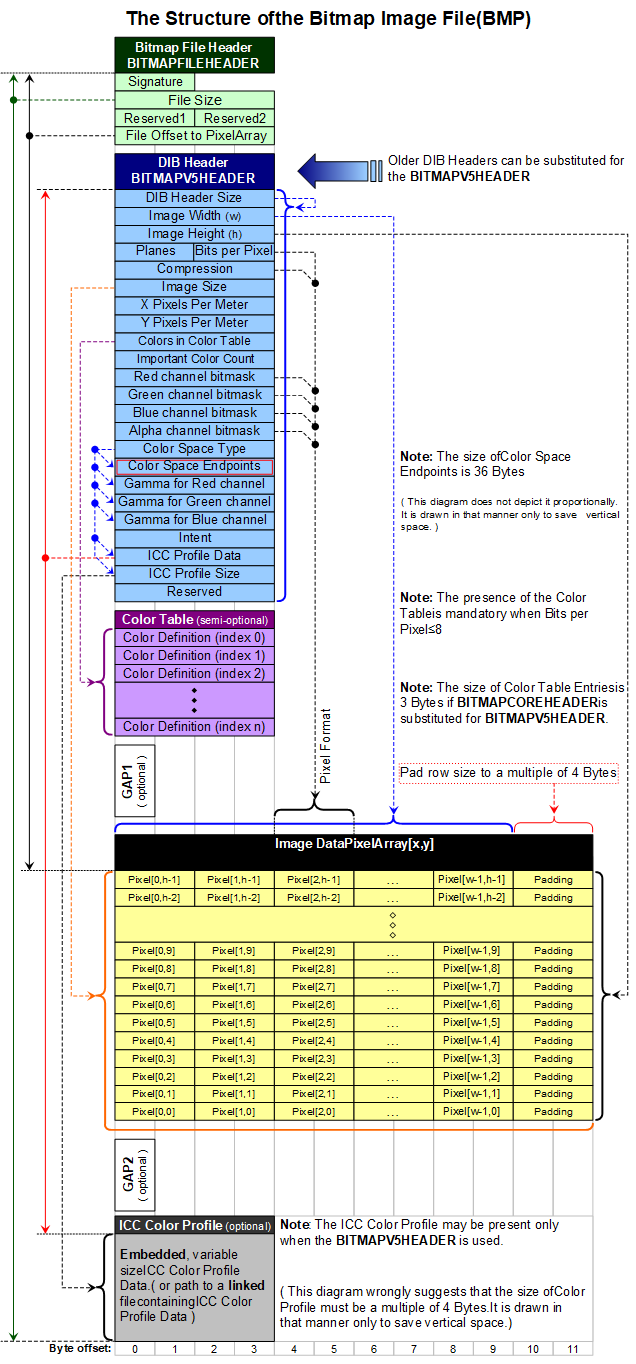 The Structure ofthe Bitmap Image File(BMP)
Bitmap File Header
BITMAPFILEHEADER
Signature
File Size
Reserved1 Reserved2
File Offset to PixelArray
DIB Header
BITMAPV5HEADER
Older DIB Headers can be substituted for
the BITMAPV5HEADER
DIB Header Size
Image Width (w)
Image Height (h)
Planes Bits per Pixel
Compression
Image Size
X Pixels Per Meter
Y Pixels Per Meter
Colors in Color Table
Important Color Count
Red channel bitmask
Green channel bitmask
Blue channel bitmask
Alpha channel bitmask
Color Space Type
Color Space Endpoints
Gamma for Red channel
Gamma for Green channel
Gamma for Blue channel
Intent
ICC Profile Data
ICC Profile Size
Reserved
Note: The size ofColor Space
Endpoints is 36 Bytes
( This diagram does not depict it proportionally.
It is drawn in that manner only to save vertical
space. )
Note: The presence of the Color
Tableis mandatory when Bits per
Pixel≤8
Note: The size of Color Table Entriesis
3 Bytes if BITMAPCOREHEADERis
substituted for BITMAPV5HEADER.
Color Table (semi-optional)
Color Definition (index 0)
Color Definition (index 1)
Color Definition (index 2)
Color Definition (index n)
GAP1
( optional )
Pixel Format
Pad row size to a multiple of 4 Bytes
Image DataPixelArray[x,y]
Pixel[0,h-1] Pixel[1,h-1] Pixel[2,h-1] ... Pixel[w-1,h-1] Padding
Pixel[0,h-2] Pixel[1,h-2] Pixel[2,h-2] ... Pixel[w-1,h-2] Padding
Pixel[0,9] Pixel[1,9] Pixel[2,9] ... Pixel[w-1,9] Padding
Pixel[0,8] Pixel[1,8] Pixel[2,8] ... Pixel[w-1,8] Padding
Pixel[0,7] Pixel[1,7] Pixel[2,7] ... Pixel[w-1,7] Padding
Pixel[0,6] Pixel[1,6] Pixel[2,6] ... Pixel[w-1,6] Padding
Pixel[0,5] Pixel[1,5] Pixel[2,5] ... Pixel[w-1,5] Padding
Pixel[0,4] Pixel[1,4] Pixel[2,4] ... Pixel[w-1,4] Padding
Pixel[0,3] Pixel[1,3] Pixel[2,3] ... Pixel[w-1,3] Padding
Pixel[0,2] Pixel[1,2] Pixel[2,2] ... Pixel[w-1,2] Padding
Pixel[0,1] Pixel[1,1] Pixel[2,1] ... Pixel[w-1,1] Padding
Pixel[0,0] Pixel[1,0] Pixel[2,0] ... Pixel[w-1,0] Padding
GAP2
( optional )
ICC Color Profile (optional)
Embedded, variable
sizeICC Color Profile
Data.( or path to a linked
filecontainingICC Color
Profile Data )
Note: The ICC Color Profile may be present only
when the BITMAPV5HEADER is used.
( This diagram wrongly suggests that the size ofColor
Profile must be a multiple of 4 Bytes.It is drawn in
that manner only to save vertical space.)
Byte offset: 0 1 2 3 4 5 6 7 8 9 10 11